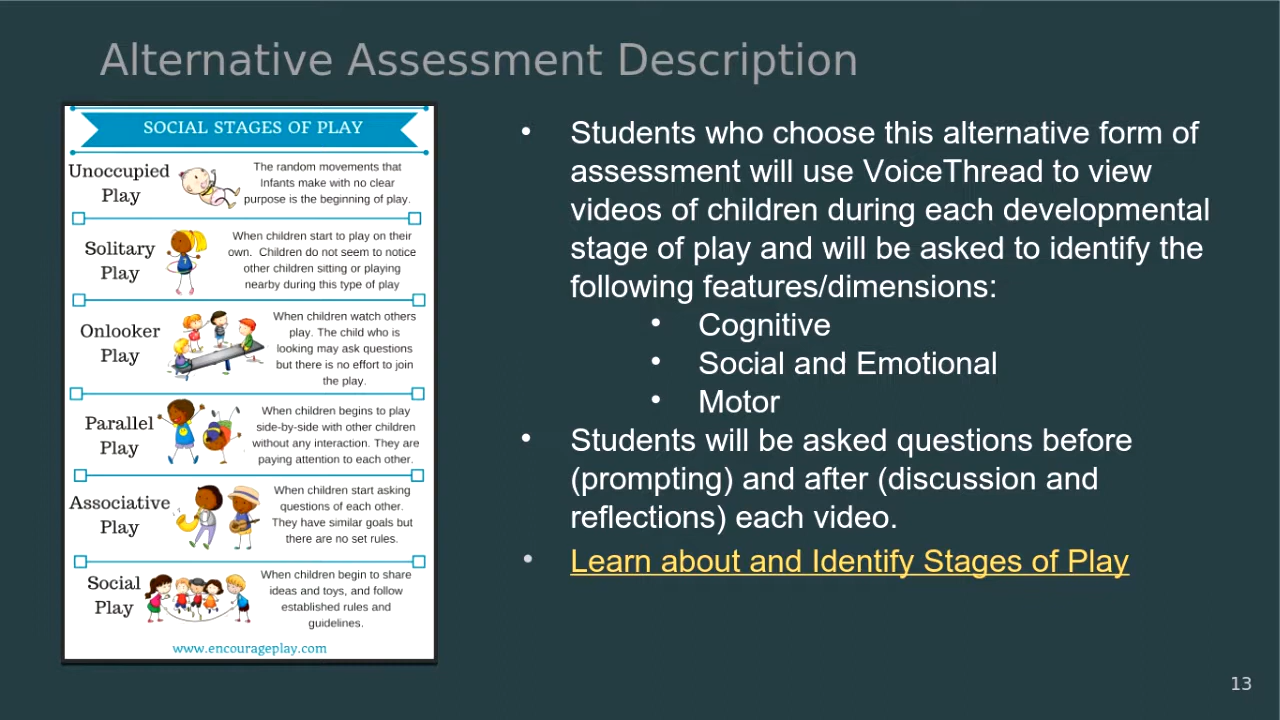 Alternative Assessment Description
SOCIAL STAGES OF PLAY
Unoccupied
Play
The random movements that
Infants make with no clear
purpose is the beginning of play.
Solitary
Play
When children start to play on their
own. Children do not seem to notice
other children sitting or playing
nearby during this type of play
Onlooker
Play
When children watch others
play. The child who is
looking may ask questions
but there is no effort to join
the play.
Parallel
Play
When children begins to play
side-by-side with other children
without any interaction. They are
paying attention to each other.
Associative
Play
When children start asking
questions of each other.
They have similar goals but
there are no set rules.
Social
Play
When children begin to share
ideas and toys, and follow
established rules and
guidelines.
www.encourageplay.com
• Students who choose this alternative form of
assessment will use VoiceThread to view
videos of children during each developmental
stage of play and will be asked to identify the
following features/dimensions:
• Cognitive
• Social and Emotional
• Motor
• Students will be asked questions before
(prompting) and after (discussion and
reflections) each video.
• Learn about and Identify Stages of Play
13